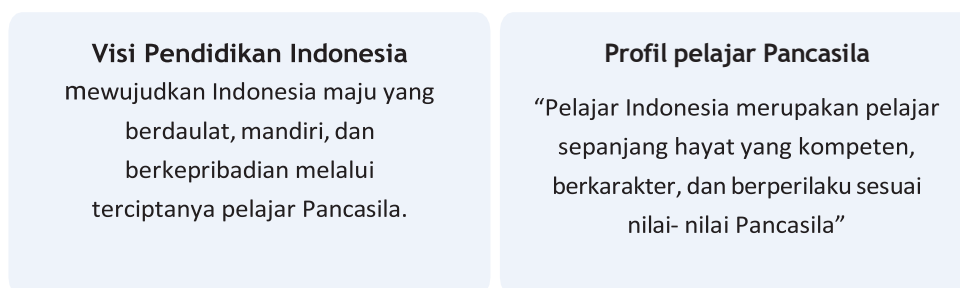 Visi Pendidikan Indonesia
mewujudkan Indonesia maju yang
berdaulat, mandiri, dan
berkepribadian melalui
terciptanya pelajar Pancasila.
Profil pelajar Pancasila
“Pelajar Indonesia merupakan pelajar
sepanjang hayat yang kompeten,
berkarakter, dan berperilaku sesuai
nilai- nilai Pancasila”